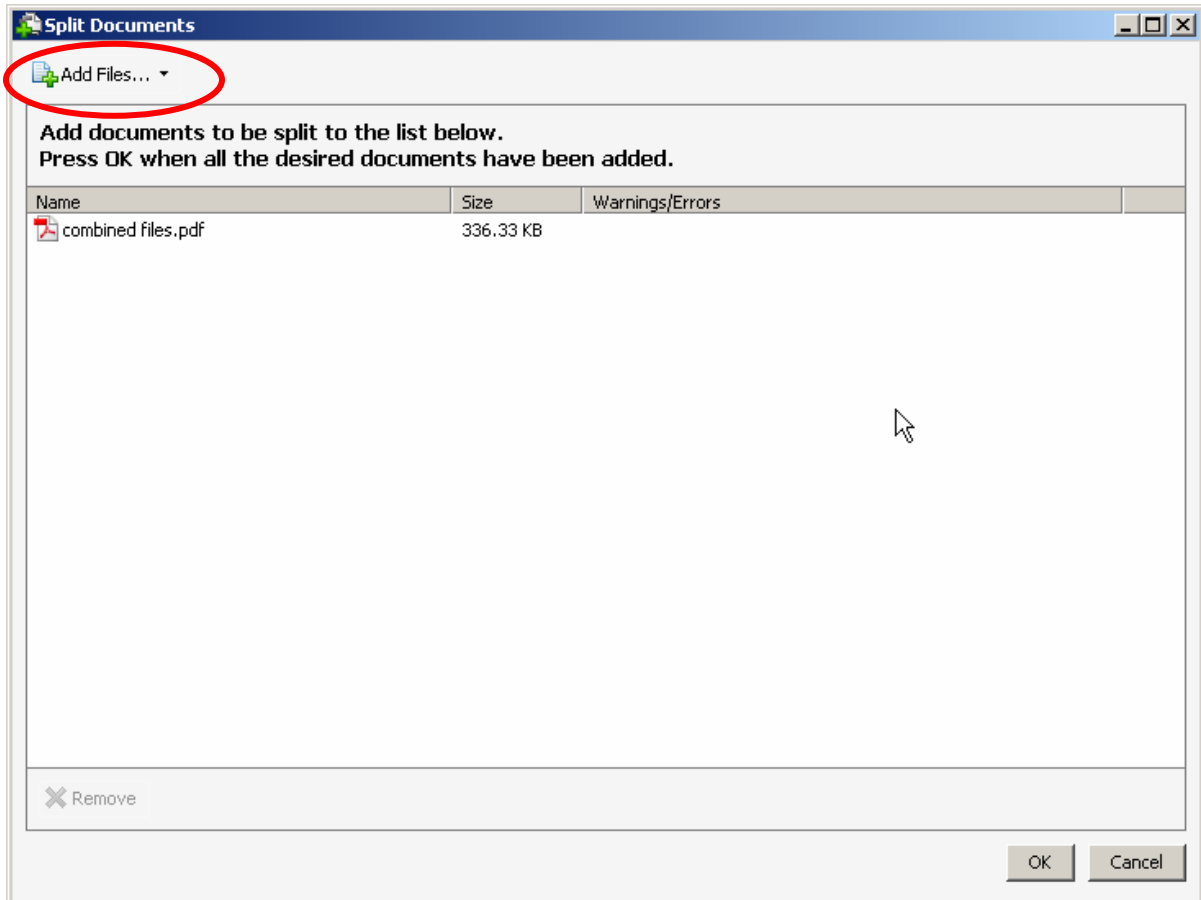 Split Documents
Add Files...
Add documents to be split to the list below.
Press OK when all the desired documents have been added.
Name Size Warnings/Errors
combined files.pdf 336.33 KB
Remove
OK Cancel